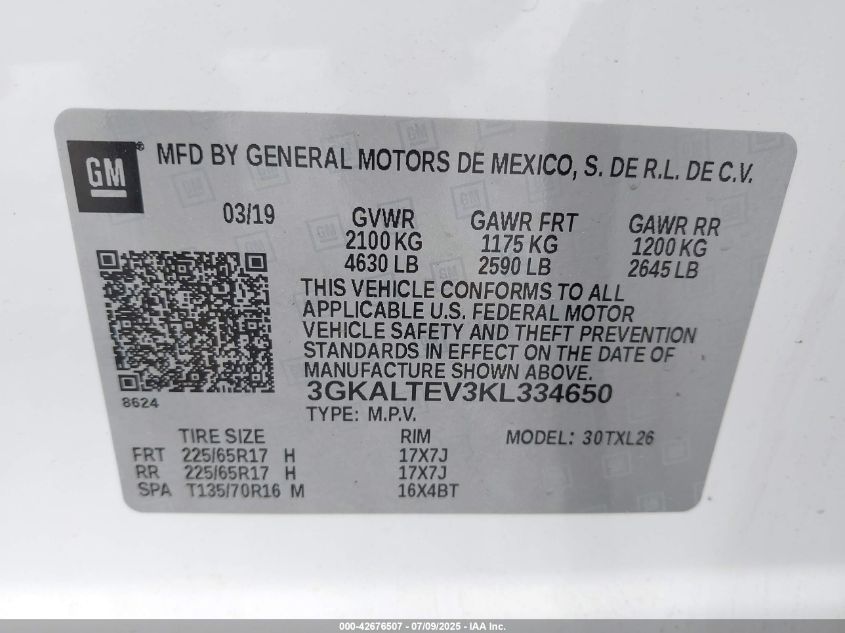 GM ® MFD BY GENERAL MOTORS DE MEXICO, S. DE R.L. DE C.V.
03/19 GVWR GAWR FRT GAWR RR
2100 KG 1175 KG 1200 KG
4630 LB 2590 LB 2645 LB
THIS VEHICLE CONFORMS TO ALL
APPLICABLE U.S. FEDERAL MOTOR
VEHICLE SAFETY AND THEFT PREVENTION
STANDARDS IN EFFECT ON THE DATE OF
MANUFACTURE SHOWN ABOVE.
3GKALTEV3KL334650
8624
TYPE: M.P.V.
TIRE SIZE RIM MODEL: 30TXL26
FRT 225/65R17 H 17X7J
RR 225/65R17 H 17X7J
SPA T135/70R16 M 16X4BT
000-42676507 - 07/09/2025 - IAA Inc.